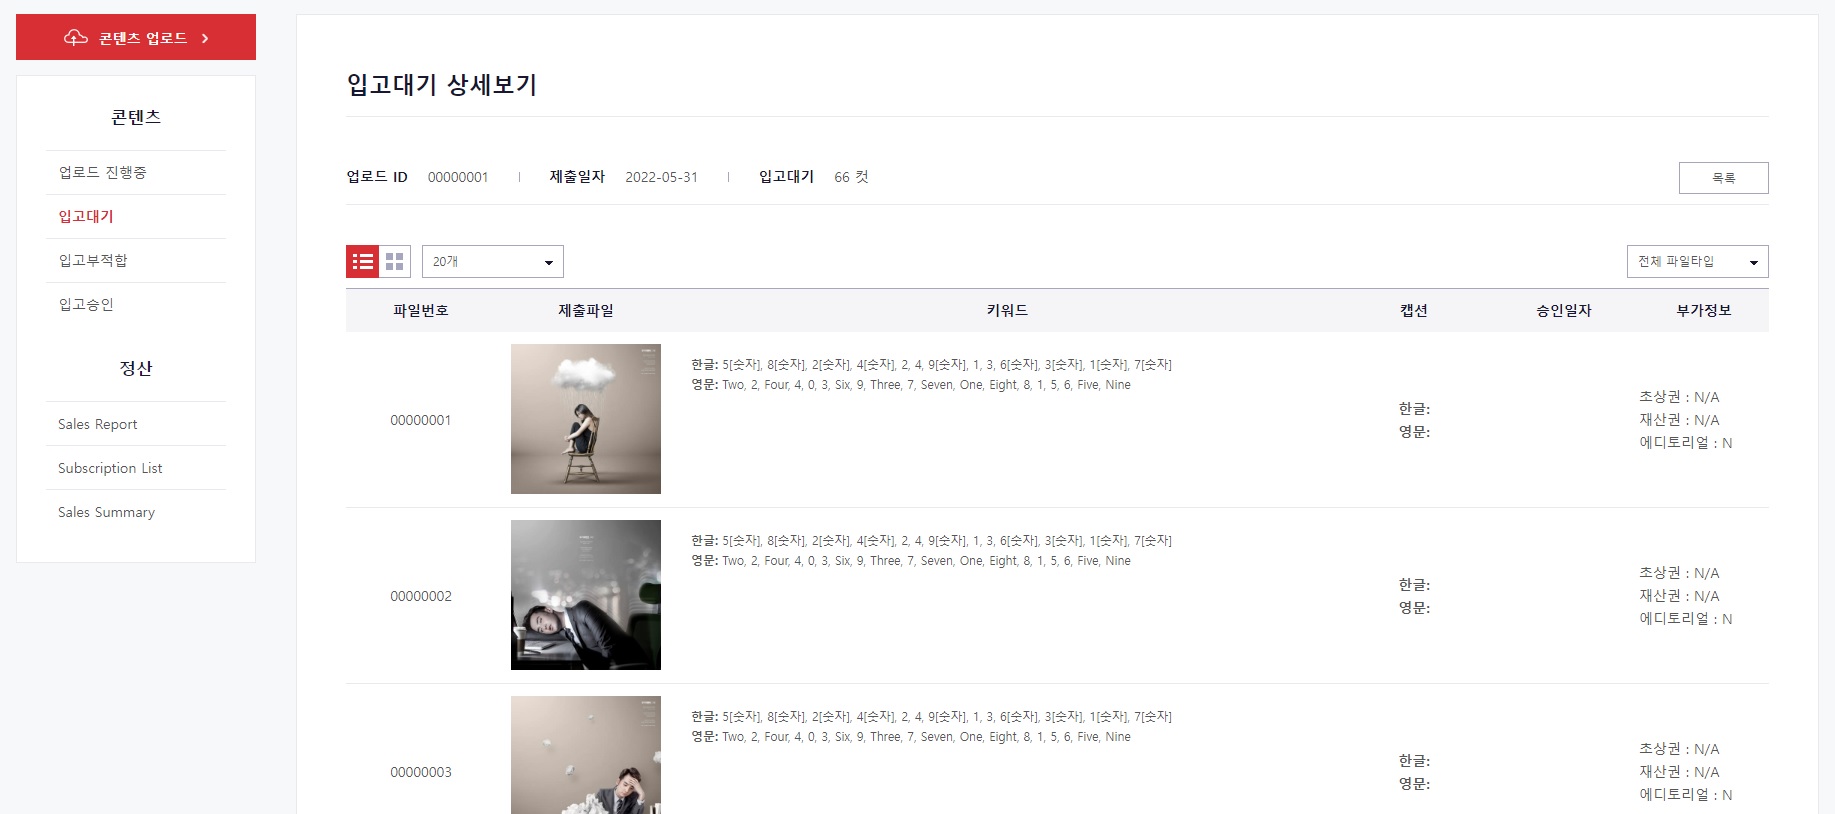 콘텐츠 업로드
콘텐츠
업로드 진행중
입고대기
입고부적합
입고승인
정산
Sales Report
Subscription List
Sales Summary
입고대기 상세보기
업로드 ID 00000001 제출일자 2022-05-31 입고대기 66 컷
목록
20개
전체 파일타입
파일번호 제출파일 키워드 캡션 승인일자 부가정보
00000001
한글: 5[숫자], 8[숫자], 2[숫자], 4[숫자], 2, 4, 9[숫자], 1, 3, 6[숫자], 3[숫자], 1[숫자], 7[숫자]
영문: Two, 2, Four, 4, 0, 3, Six, 9, Three, 7, Seven, One, Eight, 8, 1, 5, 6, Five, Nine
한글:
영문:
초상권 : N/A
재산권 : N/A
에디토리얼 : N
00000002
한글: 5[숫자], 8[숫자], 2[숫자], 4[숫자], 2, 4, 9[숫자], 1, 3, 6[숫자], 3[숫자], 1[숫자], 7[숫자]
영문: Two, 2, Four, 4, 0, 3, Six, 9, Three, 7, Seven, One, Eight, 8, 1, 5, 6, Five, Nine
한글:
영문:
초상권 : N/A
재산권 : N/A
에디토리얼 : N
00000003
한글: 5[숫자], 8[숫자], 2[숫자], 4[숫자], 2, 4, 9[숫자], 1, 3, 6[숫자], 3[숫자], 1[숫자], 7[숫자]
영문: Two, 2, Four, 4, 0, 3, Six, 9, Three, 7, Seven, One, Eight, 8, 1, 5, 6, Five, Nine
한글:
영문:
초상권 : N/A
재산권 : N/A
에디토리얼 : N